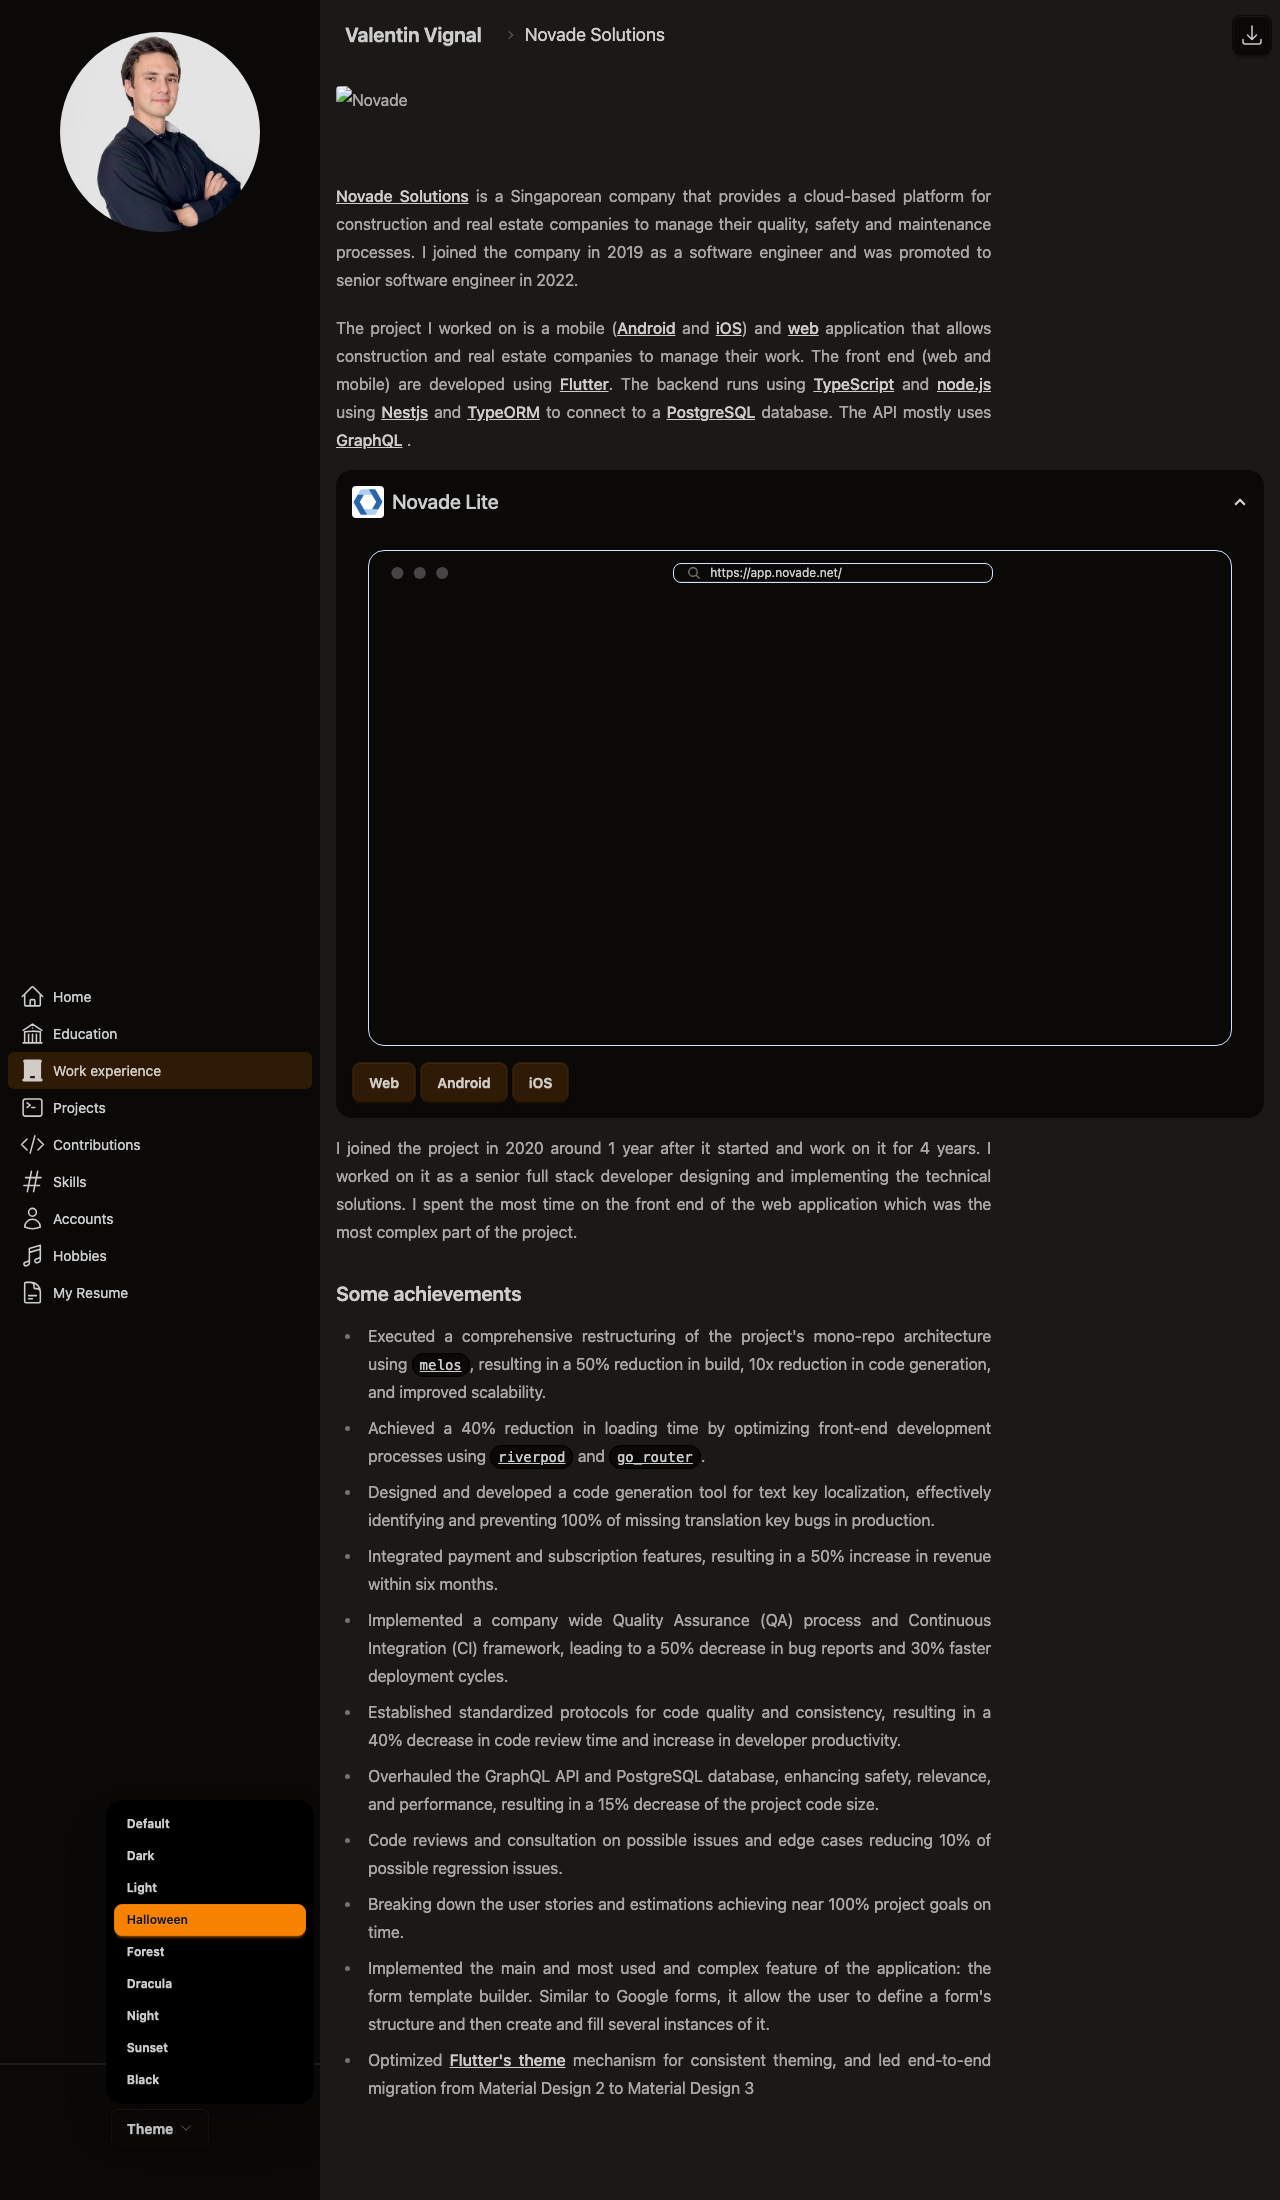 Valentin Vignal
Novade Solutions
Novade
Novade Solutions is a Singaporean company that provides a cloud-based platform for
construction and real estate companies to manage their quality, safety and maintenance
processes. I joined the company in 2019 as a software engineer and was promoted to
senior software engineer in 2022.
The project I worked on is a mobile (Android and iOS) and web application that allows
construction and real estate companies to manage their work. The front end (web and
mobile) are developed using Flutter. The backend runs using TypeScript and node.js
using Nestjs and TypeORM to connect to a PostgreSQL database. The API mostly uses
GraphQL .
Novade Lite
https://app.novade.net/
Web
Android
iOS
I joined the project in 2020 around 1 year after it started and work on it for 4 years. I
worked on it as a senior full stack developer designing and implementing the technical
solutions. I spent the most time on the front end of the web application which was the
most complex part of the project.
Some achievements
• Executed a comprehensive restructuring of the project's mono-repo architecture
using melos, resulting in a 50% reduction in build, 10x reduction in code generation,
and improved scalability.
• Achieved a 40% reduction in loading time by optimizing front-end development
processes using riverpod and go_router.
• Designed and developed a code generation tool for text key localization, effectively
identifying and preventing 100% of missing translation key bugs in production.
• Integrated payment and subscription features, resulting in a 50% increase in revenue
within six months.
• Implemented a company wide Quality Assurance (QA) process and Continuous
Integration (CI) framework, leading to a 50% decrease in bug reports and 30% faster
deployment cycles.
• Established standardized protocols for code quality and consistency, resulting in a
40% decrease in code review time and increase in developer productivity.
• Overhauled the GraphQL API and PostgreSQL database, enhancing safety, relevance,
and performance, resulting in a 15% decrease of the project code size.
• Code reviews and consultation on possible issues and edge cases reducing 10% of
possible regression issues.
• Breaking down the user stories and estimations achieving near 100% project goals on
time.
• Implemented the main and most used and complex feature of the application: the
form template builder. Similar to Google forms, it allow the user to define a form's
structure and then create and fill several instances of it.
• Optimized Flutter's theme mechanism for consistent theming, and led end-to-end
migration from Material Design 2 to Material Design 3
Home
Education
Work experience
Projects
Contributions
Skills
Accounts
Hobbies
My Resume
Default
Dark
Light
Halloween
Forest
Dracula
Night
Sunset
Black
Theme